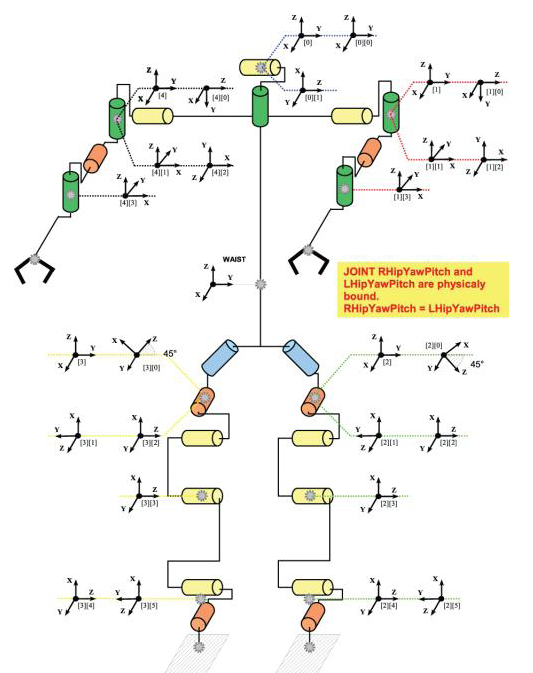 Z Y X [0]
Z Y X [0][0]
Z X Y [0][1]
Z Y X [4]
Z Y X [4][0]
Y
Z Y X [4][1]
Y X Z [4][2]
Z Y X [4][3]
Z Y X [1]
Z X Y [1][0]
Z Y X [1][1]
Y X Z [1][2]
Z Y X [1][3]
WAIST
Z Y X
JOINT RHipYawPitch and
LHipYawPitch are physicaly
bound.
RHipYawPitch = LHipYawPitch
Z Y X [3]
X Z Y [3][0] 45°
Z Y X [2]
[2][0] X Y Z 45°
X Y Z [3][1]
X Z Y [3][2]
X Y Z [2][1]
X Z Y [2][2]
X Z Y [3][3]
X Z Y [2][3]
X Z Y [3][4]
X Y Z [3][5]
X Z Y [2][4]
X Y Z [2][5]